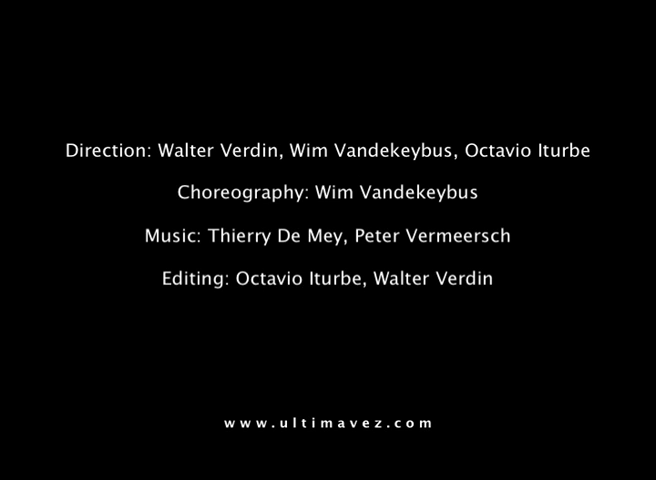 Direction: Walter Verdin, Wim Vandekeybus, Octavio Iturbe
Choreography: Wim Vandekeybus
Music: Thierry De Mey, Peter Vermeersch
Editing: Octavio Iturbe, Walter Verdin
www.ultimavez.com